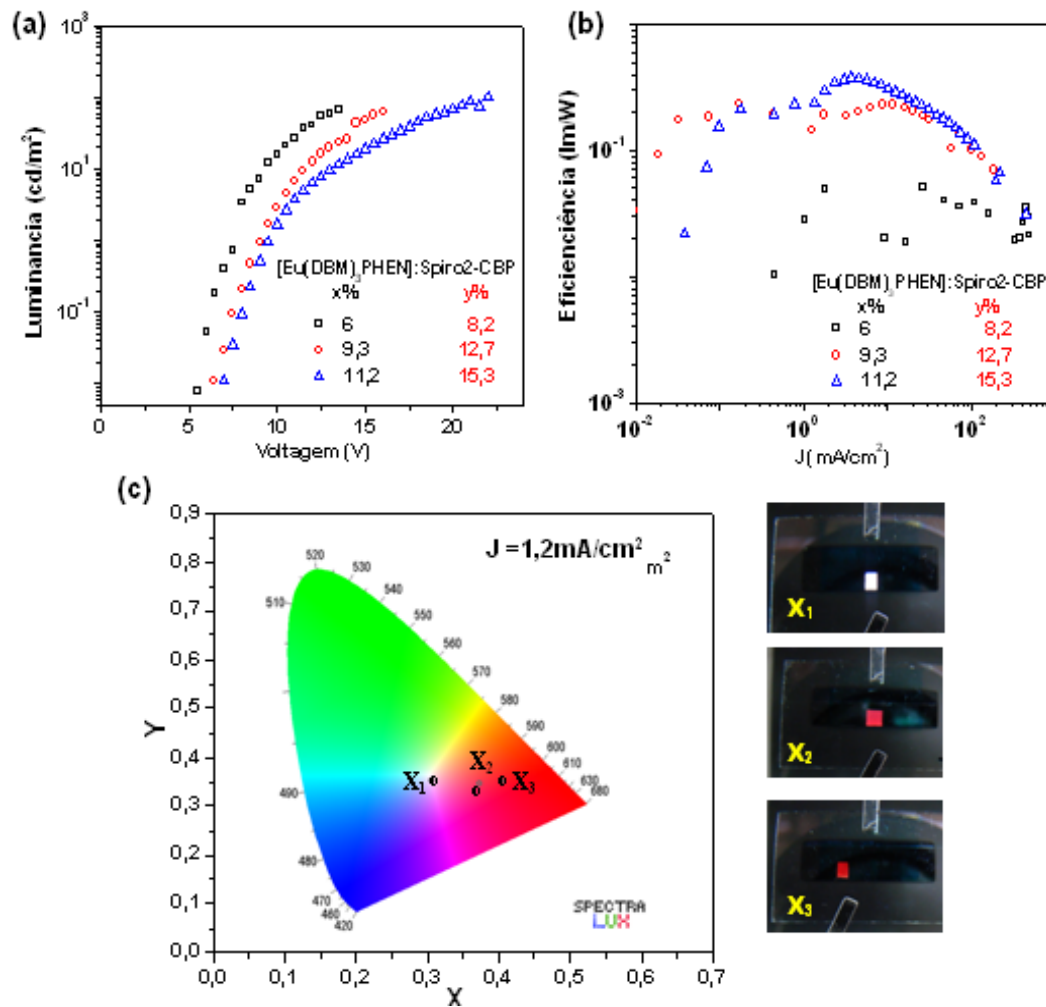 (a)
10³
10¹
10⁻¹
Luminancia (cd/m²)
0 5 10 15 20
Voltagem (V)
[Eu(DBM)₃PHEN]:Spiro2-CBP
x% y%
6 8,2
9,3 12,7
11,2 15,3
(b)
10⁻¹
10⁻³
Eficiência (lm/W)
10⁻² 10⁰ 10²
J( mA/cm²)
[Eu(DBM)₃PHEN]:Spiro2-CBP
x% y%
6 8,2
9,3 12,7
11,2 15,3
(c)
J =1,2mA/cm²
m²
0,9
0,8
0,7
0,6
0,5
0,4
0,3
0,2
0,1
0,0
Y
0,0 0,1 0,2 0,3 0,4 0,5 0,6 0,7
X
520
530
540
550
560
570
580
590
600
610
630
680
510
490
480
470
460
420
X₁
X₂
X₃
SPECTRA
LUX
X₁
X₂
X₃